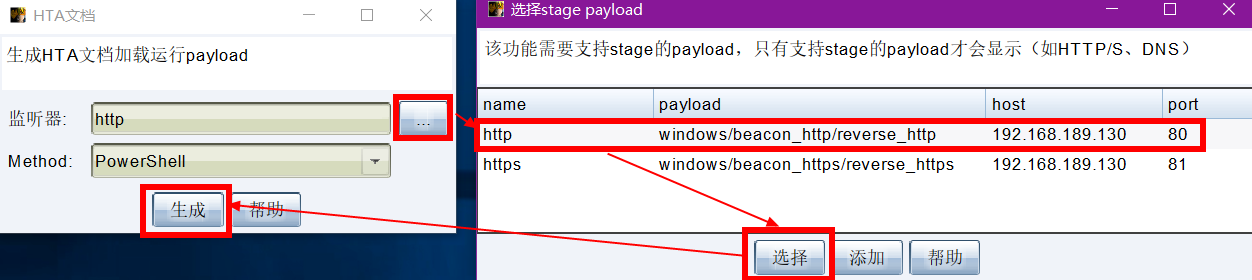 HTA文档
生成HTA文档加载运行payload
监听器: http ...
Method: PowerShell
生成 帮助
选择stage payload
该功能需要支持stage的payload，只有支持stage的payload才会显示（如HTTP/S、DNS）
name payload host port
http windows/beacon_http/reverse_http 192.168.189.130 80
https windows/beacon_https/reverse_https 192.168.189.130 81
选择 添加 帮助